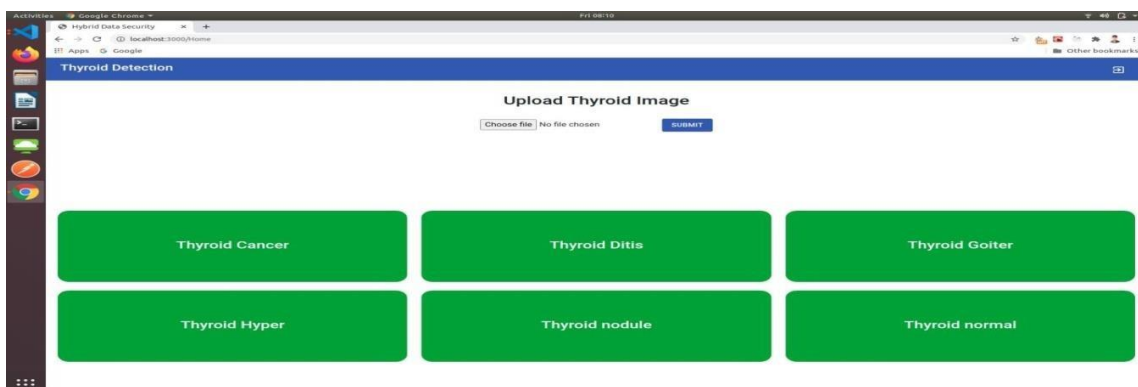 Activities Google Chrome Fri 08:10
Hybrid Data Security × +
localhost:3000/Home
Apps G Google Other bookmarks
Thyroid Detection
Upload Thyroid Image
Choose file No file chosen SUBMIT
Thyroid Cancer Thyroid Ditis Thyroid Goiter
Thyroid Hyper Thyroid nodule Thyroid normal